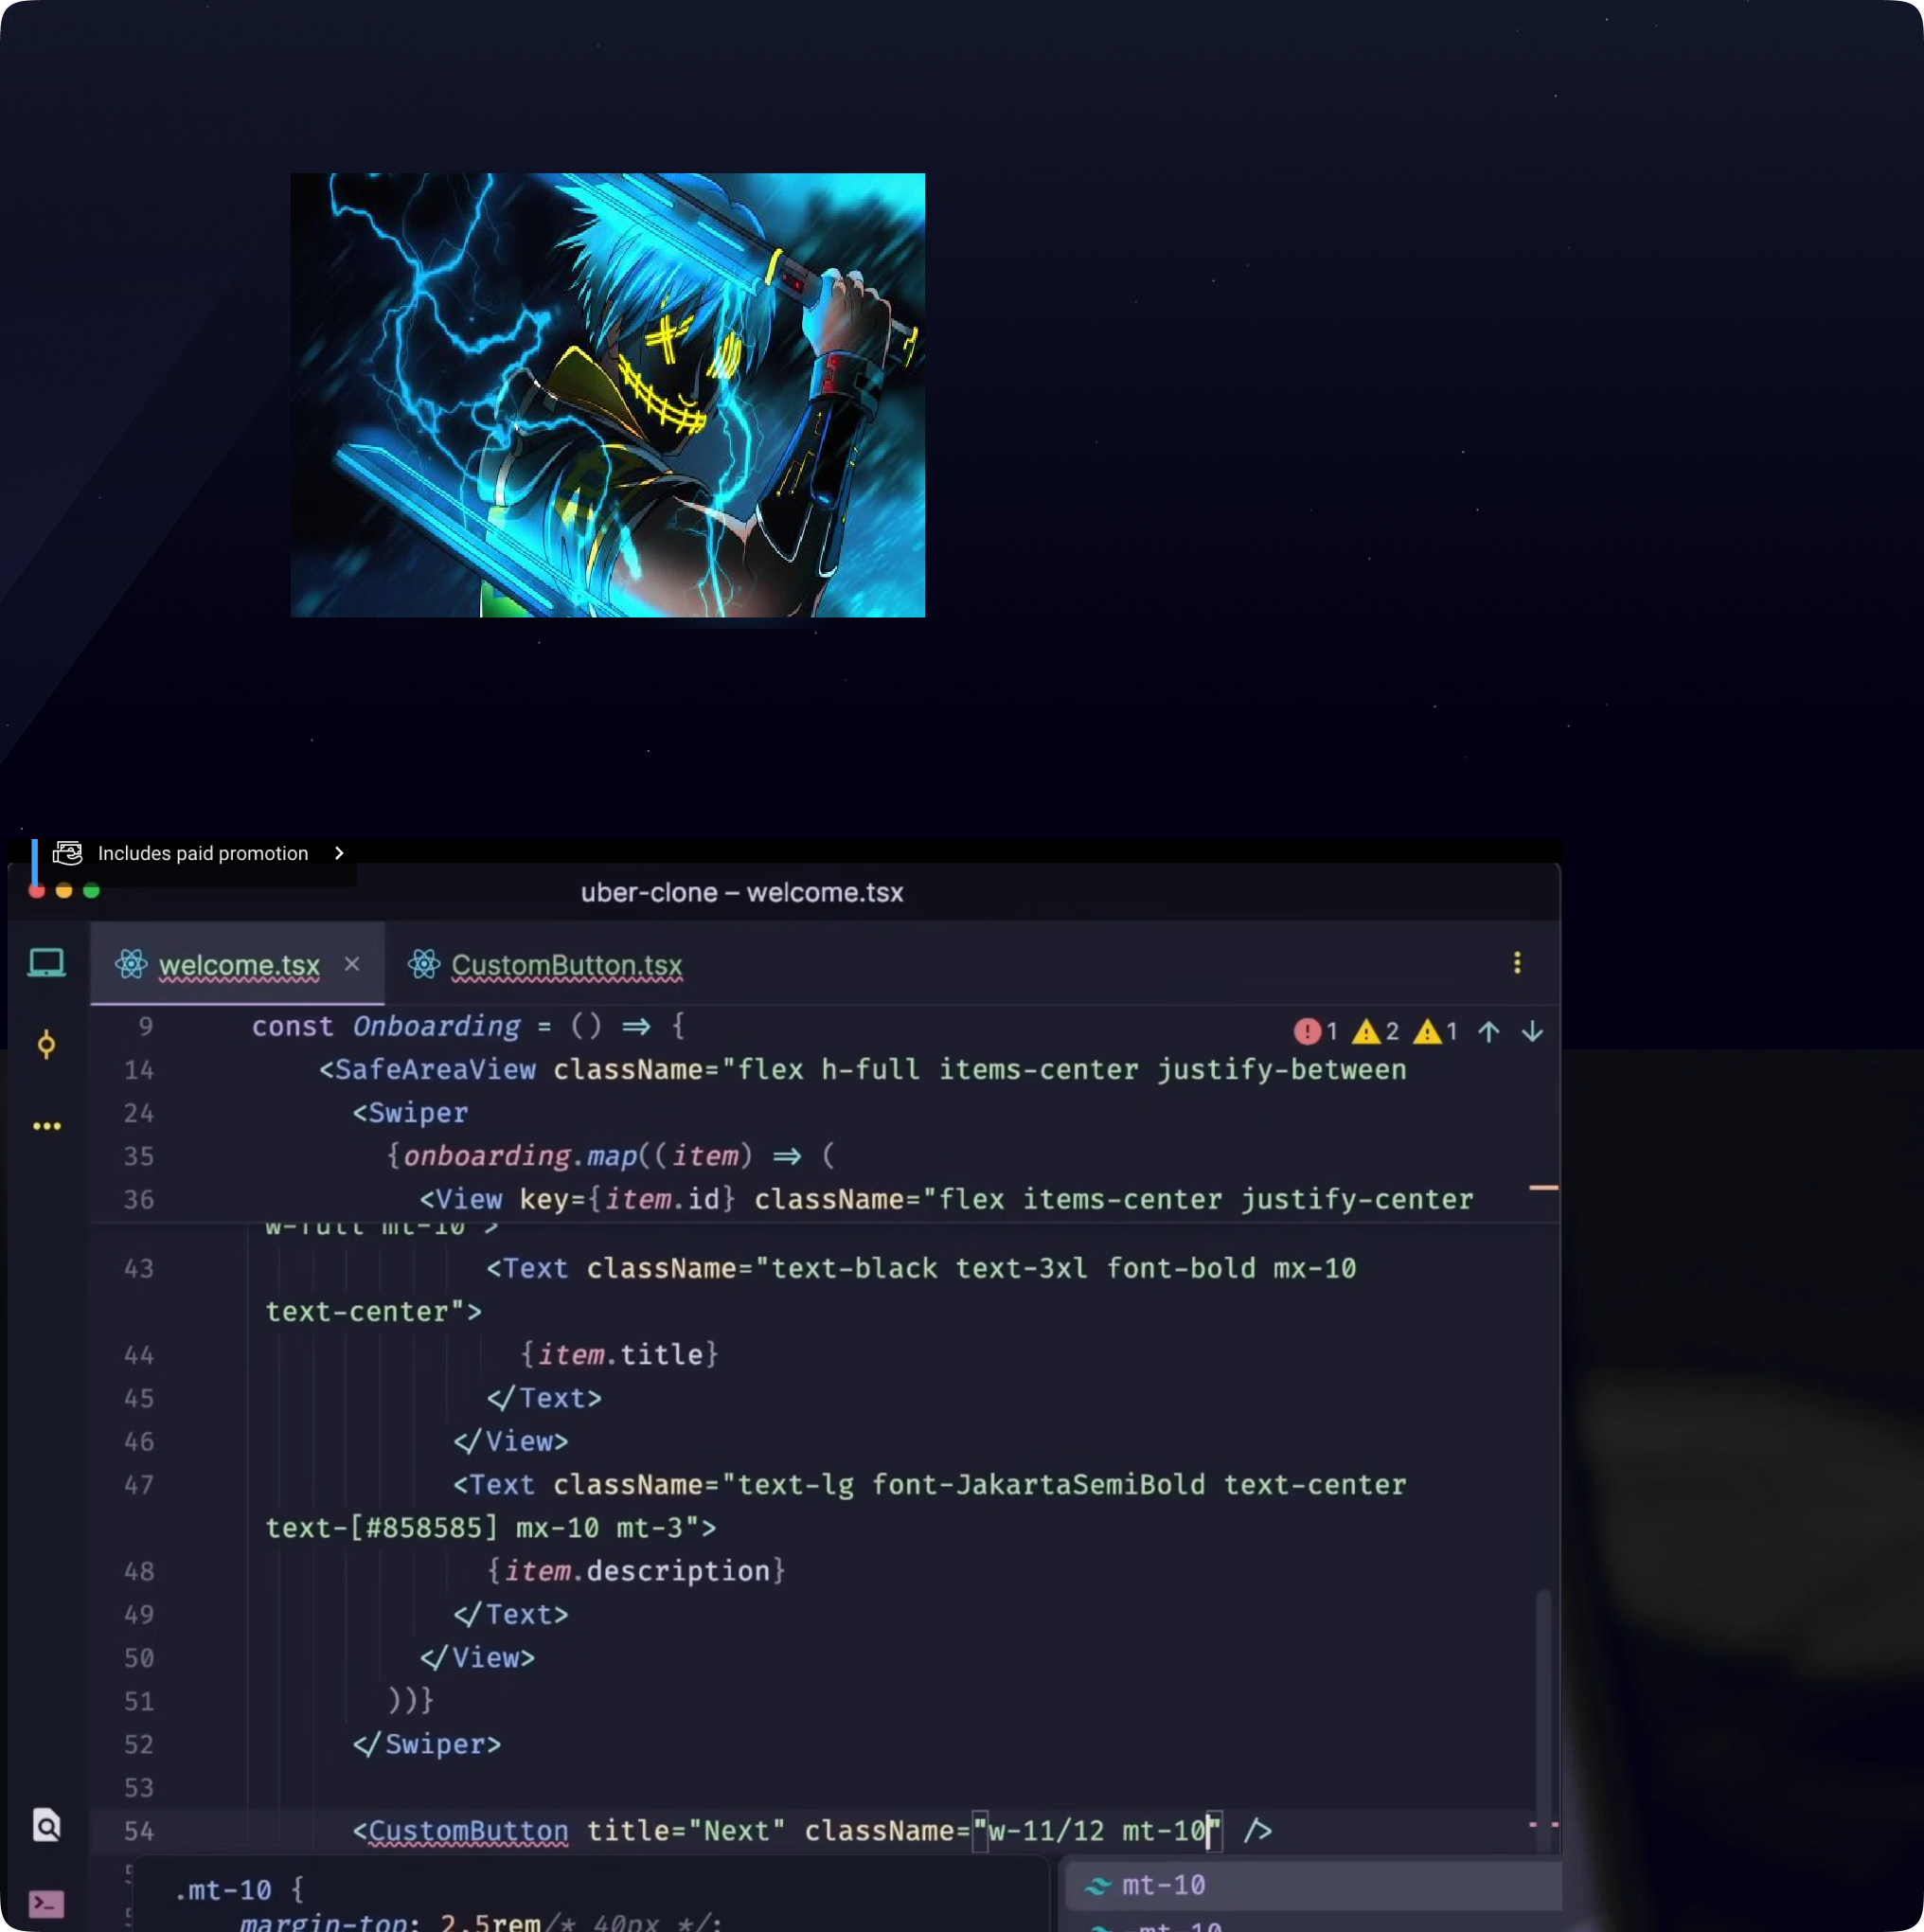 Includes paid promotion
uber-clone – welcome.tsx
welcome.tsx × CustomButton.tsx
9 const Onboarding = () => {
1 2 1
14 <SafeAreaView className="flex h-full items-center justify-between
24 <Swiper
35 {onboarding.map((item) => (
36 <View key={item.id} className="flex items-center justify-center
w-full mt-10">
43 <Text className="text-black text-3xl font-bold mx-10
text-center">
44 {item.title}
45 </Text>
46 </View>
47 <Text className="text-lg font-JakartaSemiBold text-center
text-[#858585] mx-10 mt-3">
48 {item.description}
49 </Text>
50 </View>
51 ))}
52 </Swiper>
53
54 <CustomButton title="Next" className="w-11/12 mt-10" />
.mt-10 {
mt-10
margin-top: 2.5rem/* 40px */;
-mt-10